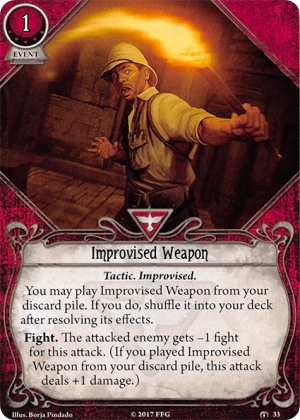 1
EVENT
Improvised Weapon
Tactic. Improvised.
You may play Improvised Weapon from your
discard pile. If you do, shuffle it into your deck
after resolving its effects.
Fight. The attacked enemy gets –1 fight
for this attack. (If you played Improvised
Weapon from your discard pile, this attack
deals +1 damage.)
Illus. Borja Pindado
© 2017 FFG
33